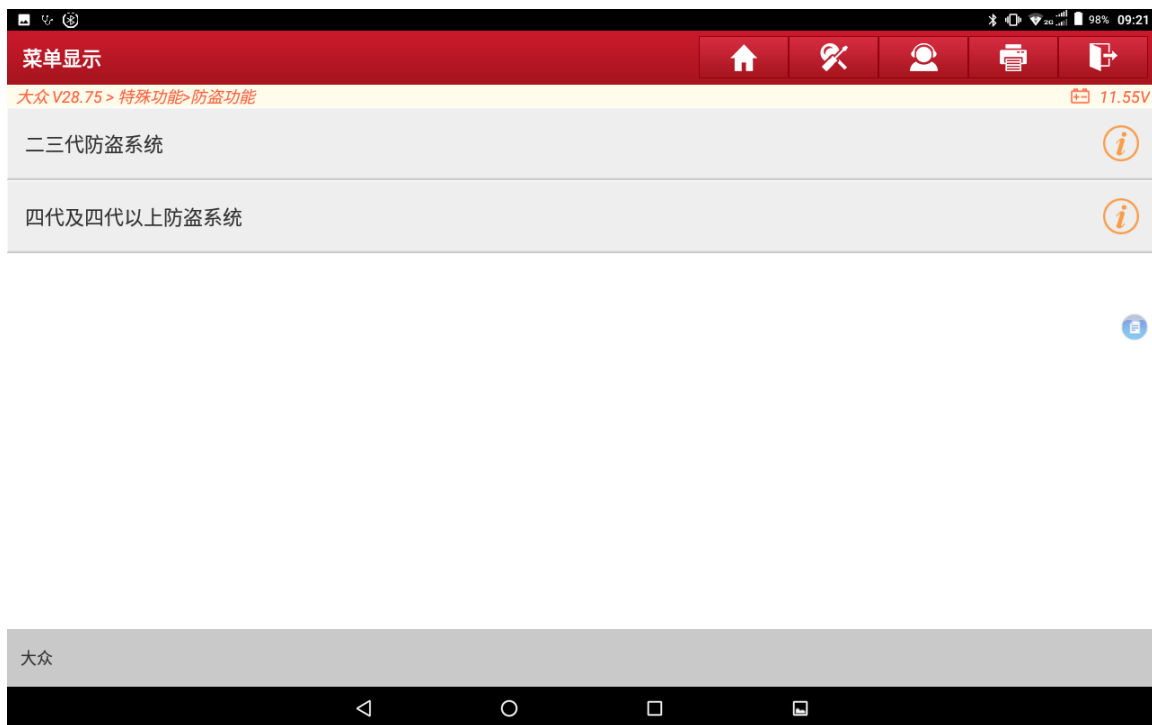 2G 98% 09:21
菜单显示
大众 V28.75 > 特殊功能>防盗功能 11.55V
二三代防盗系统
四代及四代以上防盗系统
大众